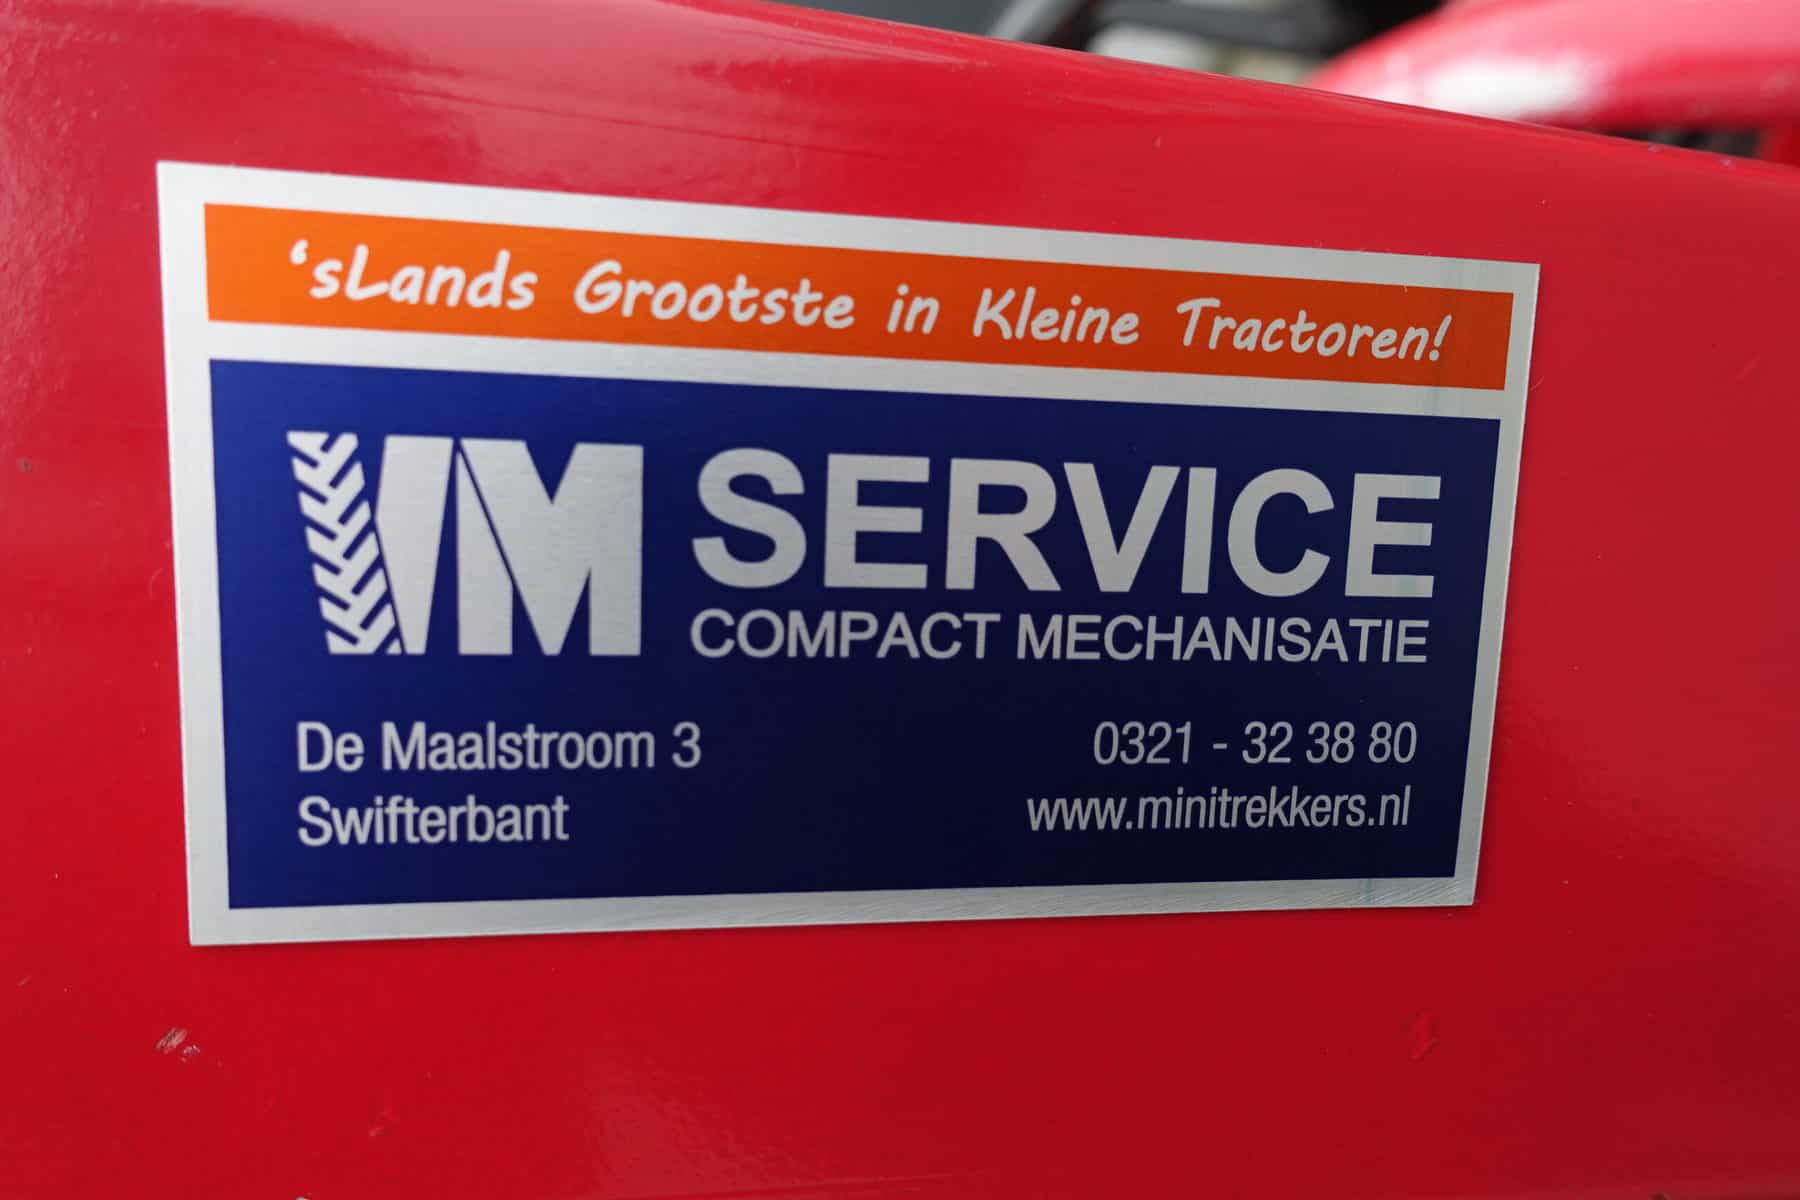 ‘sLands Grootste in Kleine Tractoren!
VM SERVICE
COMPACT MECHANISATIE
De Maalstroom 3
Swifterbant
0321 - 32 38 80
www.minitrekkers.nl